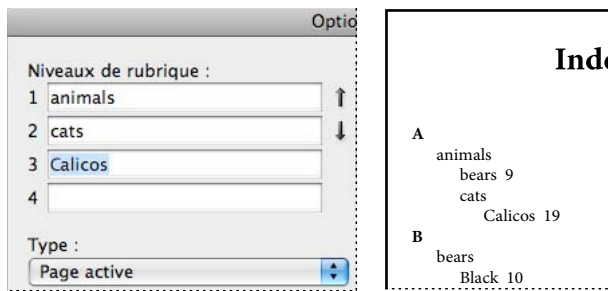 Optio
Niveaux de rubrique :
1 animals
2 cats
3 Calicos
4
Type :
Page active
Inde
A
animals
bears 9
cats
Calicos 19
B
bears
Black 10